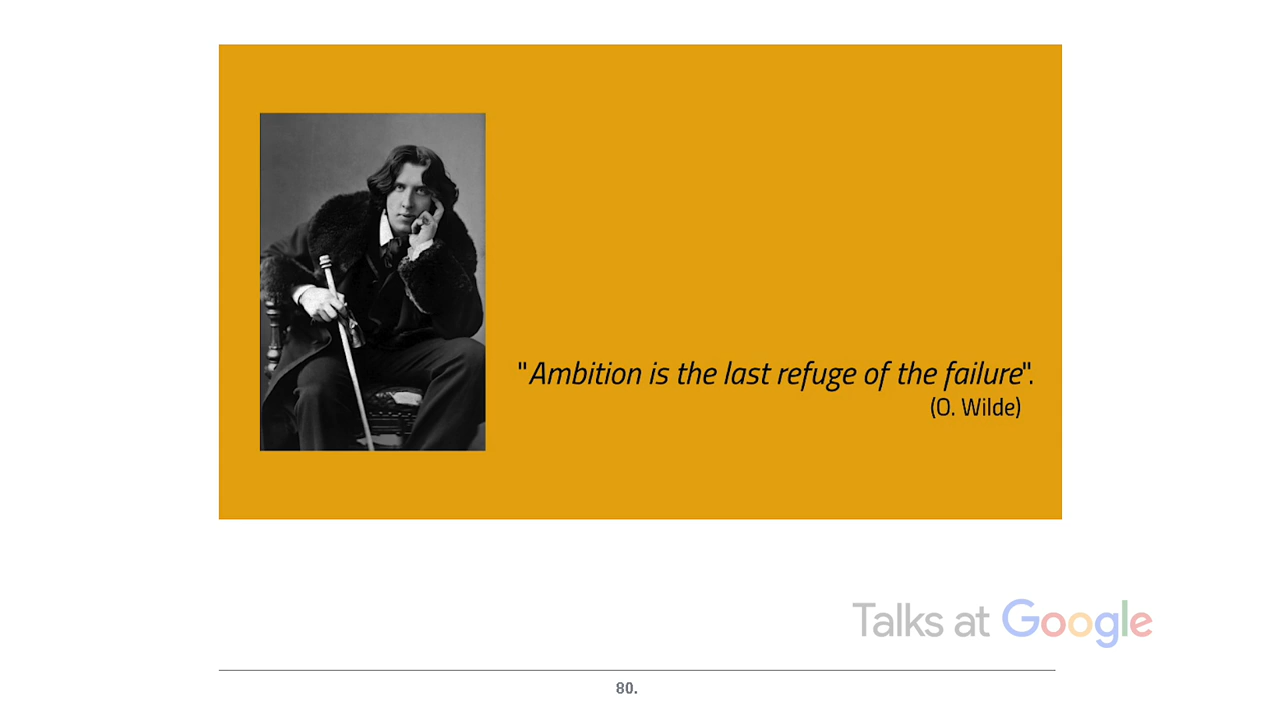 "Ambition is the last refuge of the failure".
(O. Wilde)
Talks at Google
80.